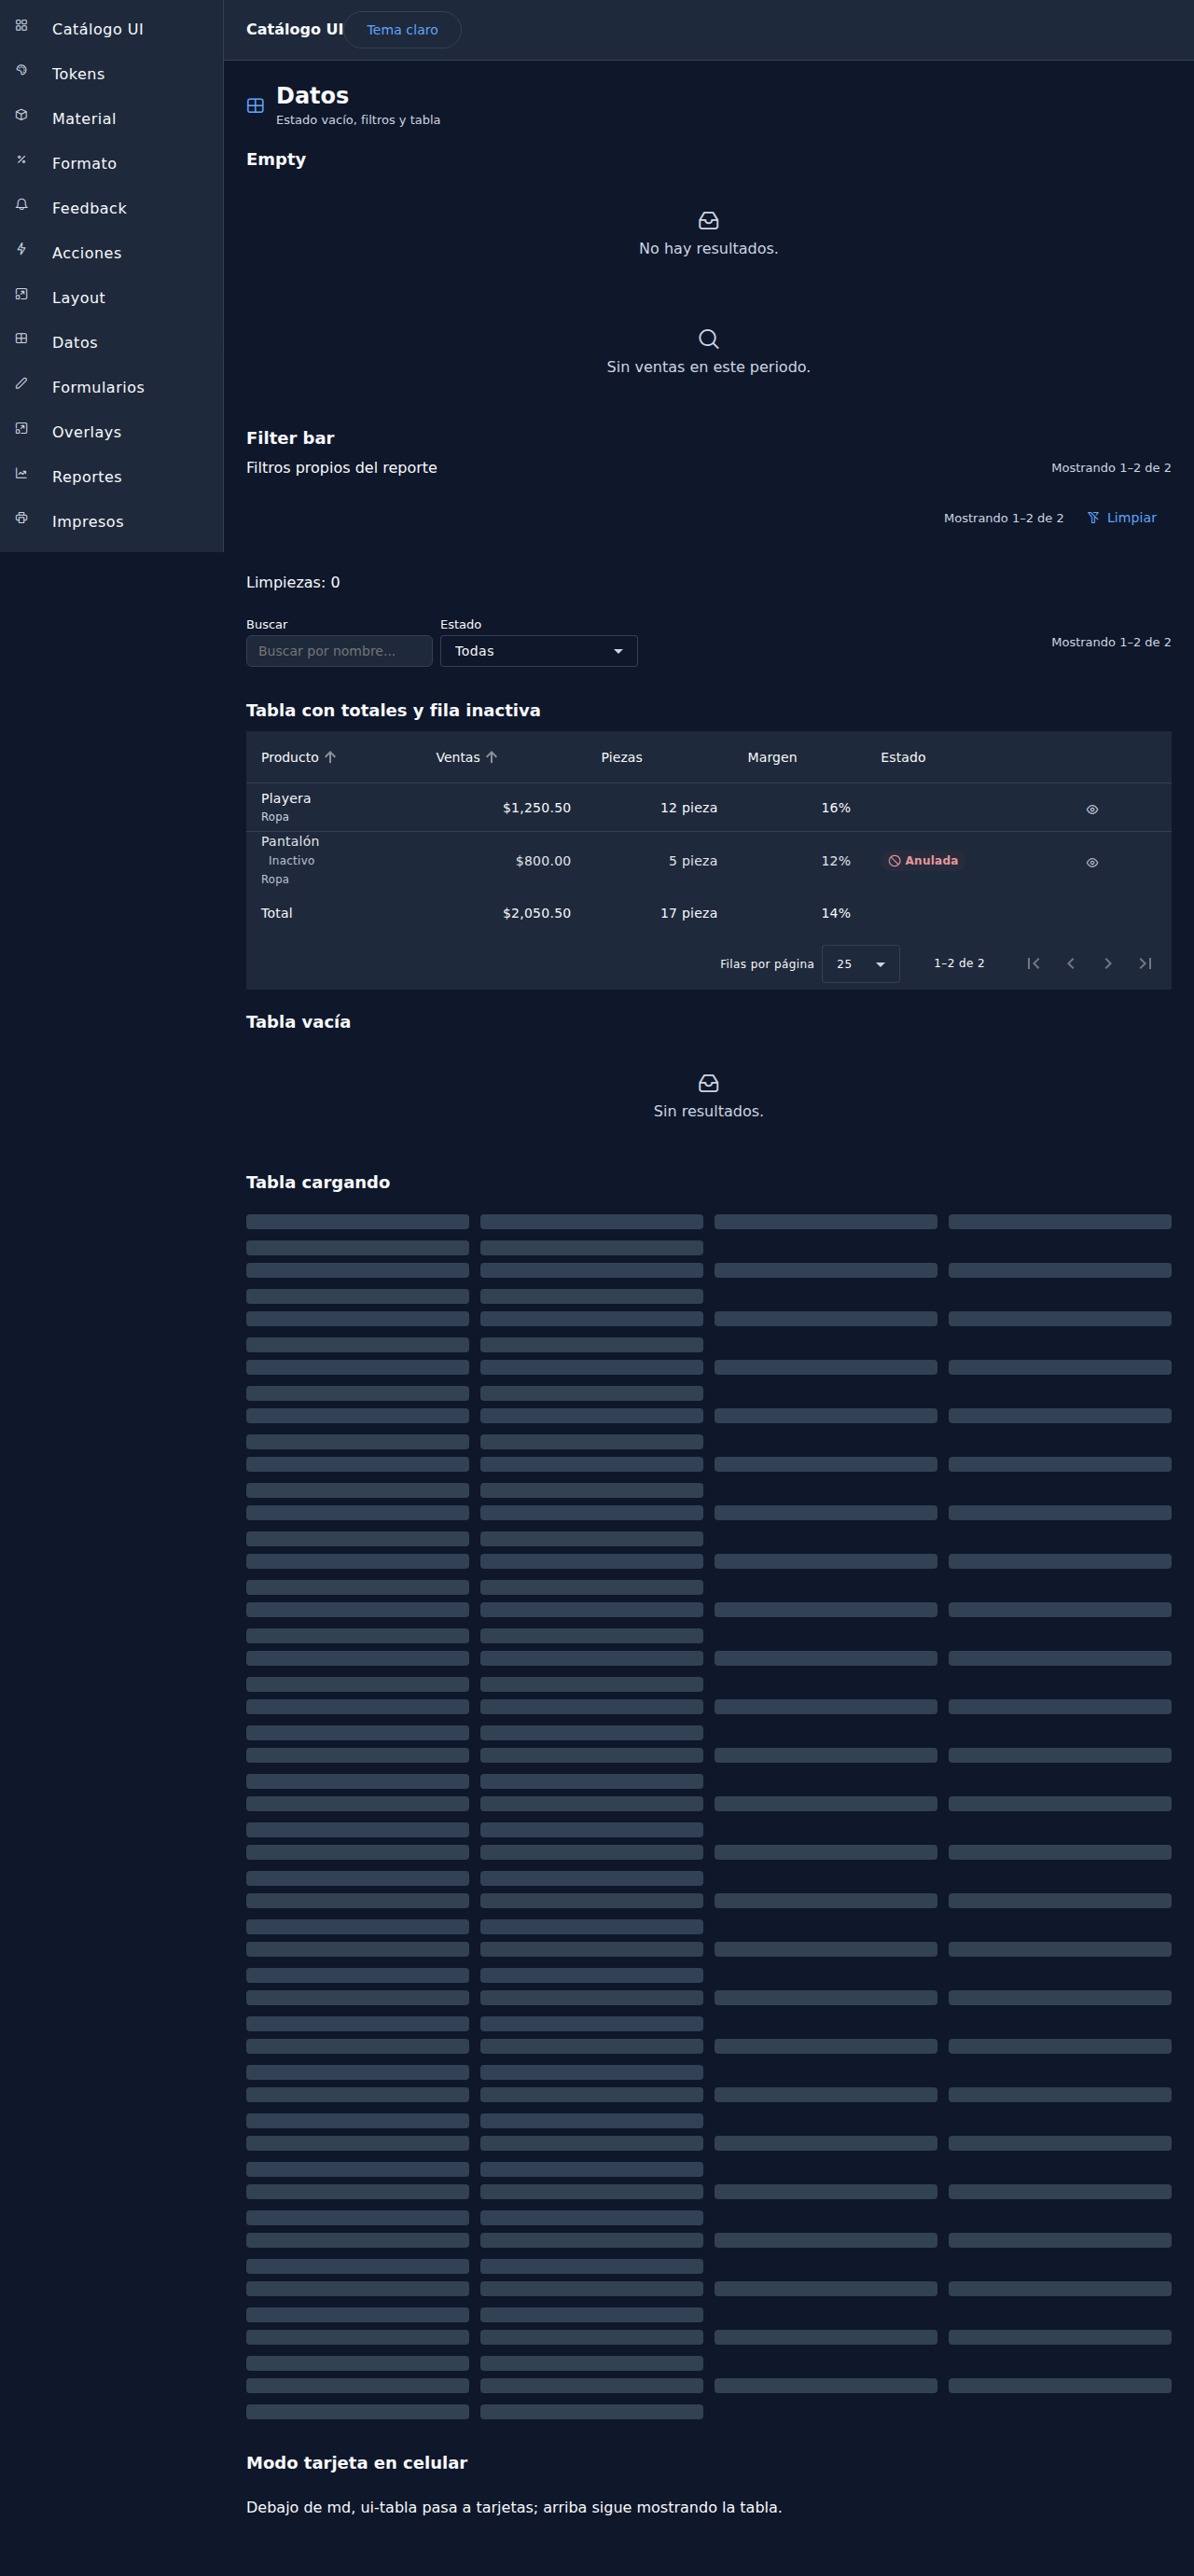 Catálogo UI
Tokens
Material
Formato
Feedback
Acciones
Layout
Datos
Formularios
Overlays
Reportes
Impresos
Catálogo UI
Tema claro
Datos
Estado vacío, filtros y tabla
Empty
No hay resultados.
Sin ventas en este periodo.
Filter bar
Filtros propios del reporte
Mostrando 1–2 de 2
Mostrando 1–2 de 2
Limpiar
Limpiezas: 0
Buscar
Estado
Buscar por nombre...
Todas
Mostrando 1–2 de 2
Tabla con totales y fila inactiva
Producto Ventas Piezas Margen Estado
Playera
Ropa
$1,250.50 12 pieza 16%
Pantalón
Inactivo
Ropa
$800.00 5 pieza 12% Anulada
Total $2,050.50 17 pieza 14%
Filas por página 25 1–2 de 2
Tabla vacía
Sin resultados.
Tabla cargando
Modo tarjeta en celular
Debajo de md, ui-tabla pasa a tarjetas; arriba sigue mostrando la tabla.